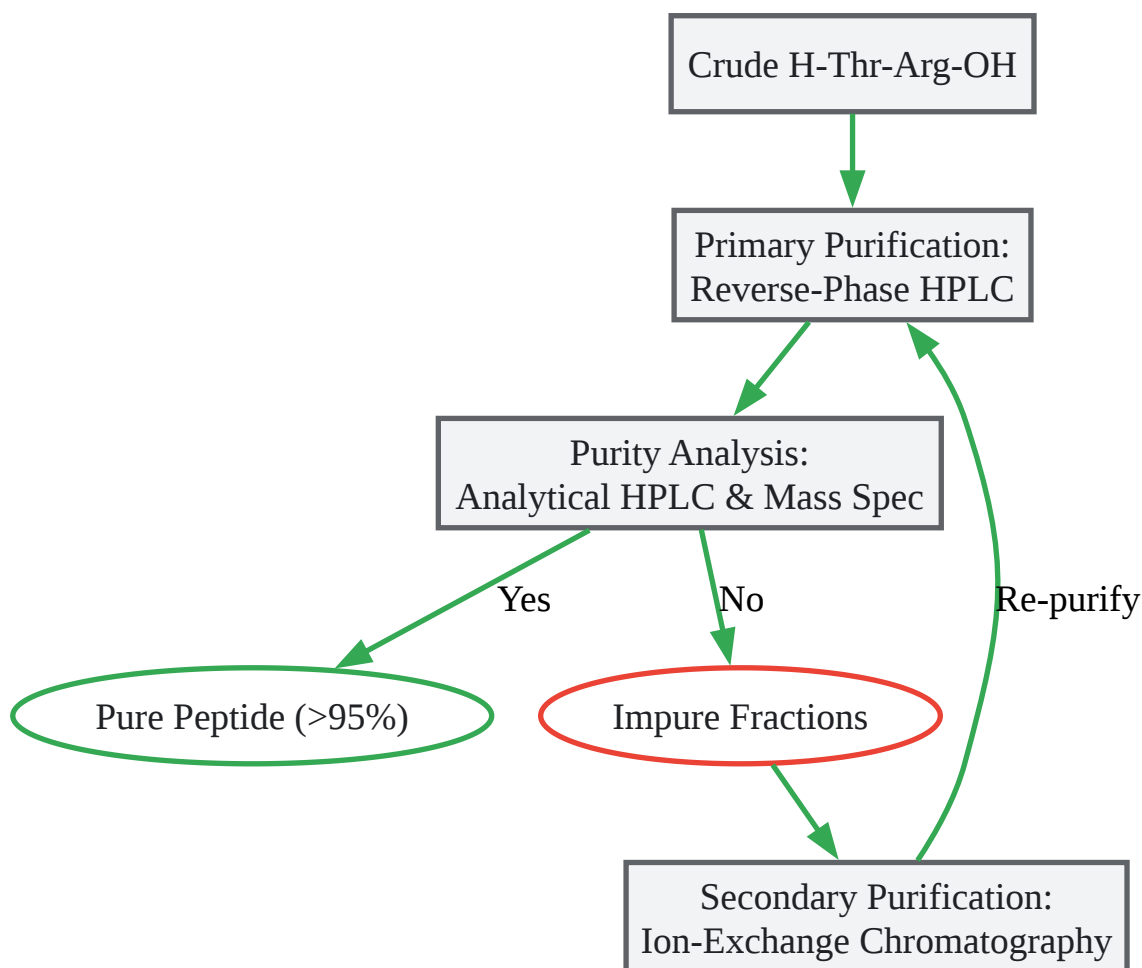 Crude H-Thr-Arg-OH
Primary Purification:
Reverse-Phase HPLC
Purity Analysis:
Analytical HPLC & Mass Spec
Yes
No
Re-purify
Pure Peptide (>95%)
Impure Fractions
Secondary Purification:
Ion-Exchange Chromatography